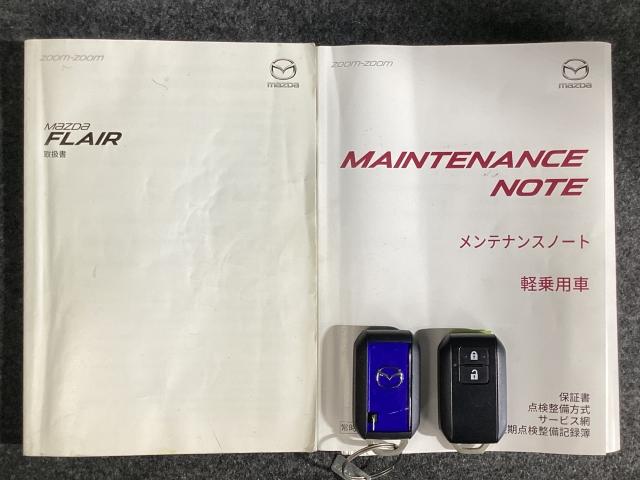 zoom-zoom
mazda
mazda
FLAIR
取扱書
zoom-zoom
mazda
MAINTENANCE
NOTE
メンテナンスノート
軽乗用車
保証書
点検整備方式
サービス網
期点検整備記録簿